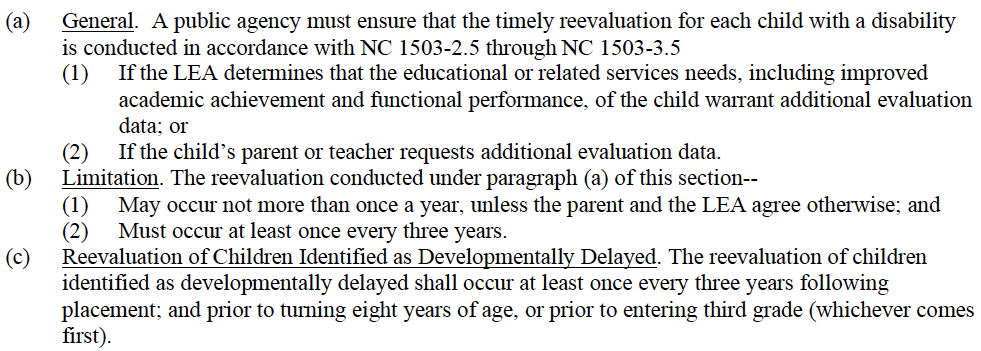 (a) General. A public agency must ensure that the timely reevaluation for each child with a disability
is conducted in accordance with NC 1503-2.5 through NC 1503-3.5
(1) If the LEA determines that the educational or related services needs, including improved
academic achievement and functional performance, of the child warrant additional evaluation
data; or
(2) If the child’s parent or teacher requests additional evaluation data.
(b) Limitation. The reevaluation conducted under paragraph (a) of this section--
(1) May occur not more than once a year, unless the parent and the LEA agree otherwise; and
(2) Must occur at least once every three years.
(c) Reevaluation of Children Identified as Developmentally Delayed. The reevaluation of children
identified as developmentally delayed shall occur at least once every three years following
placement; and prior to turning eight years of age, or prior to entering third grade (whichever comes
first).